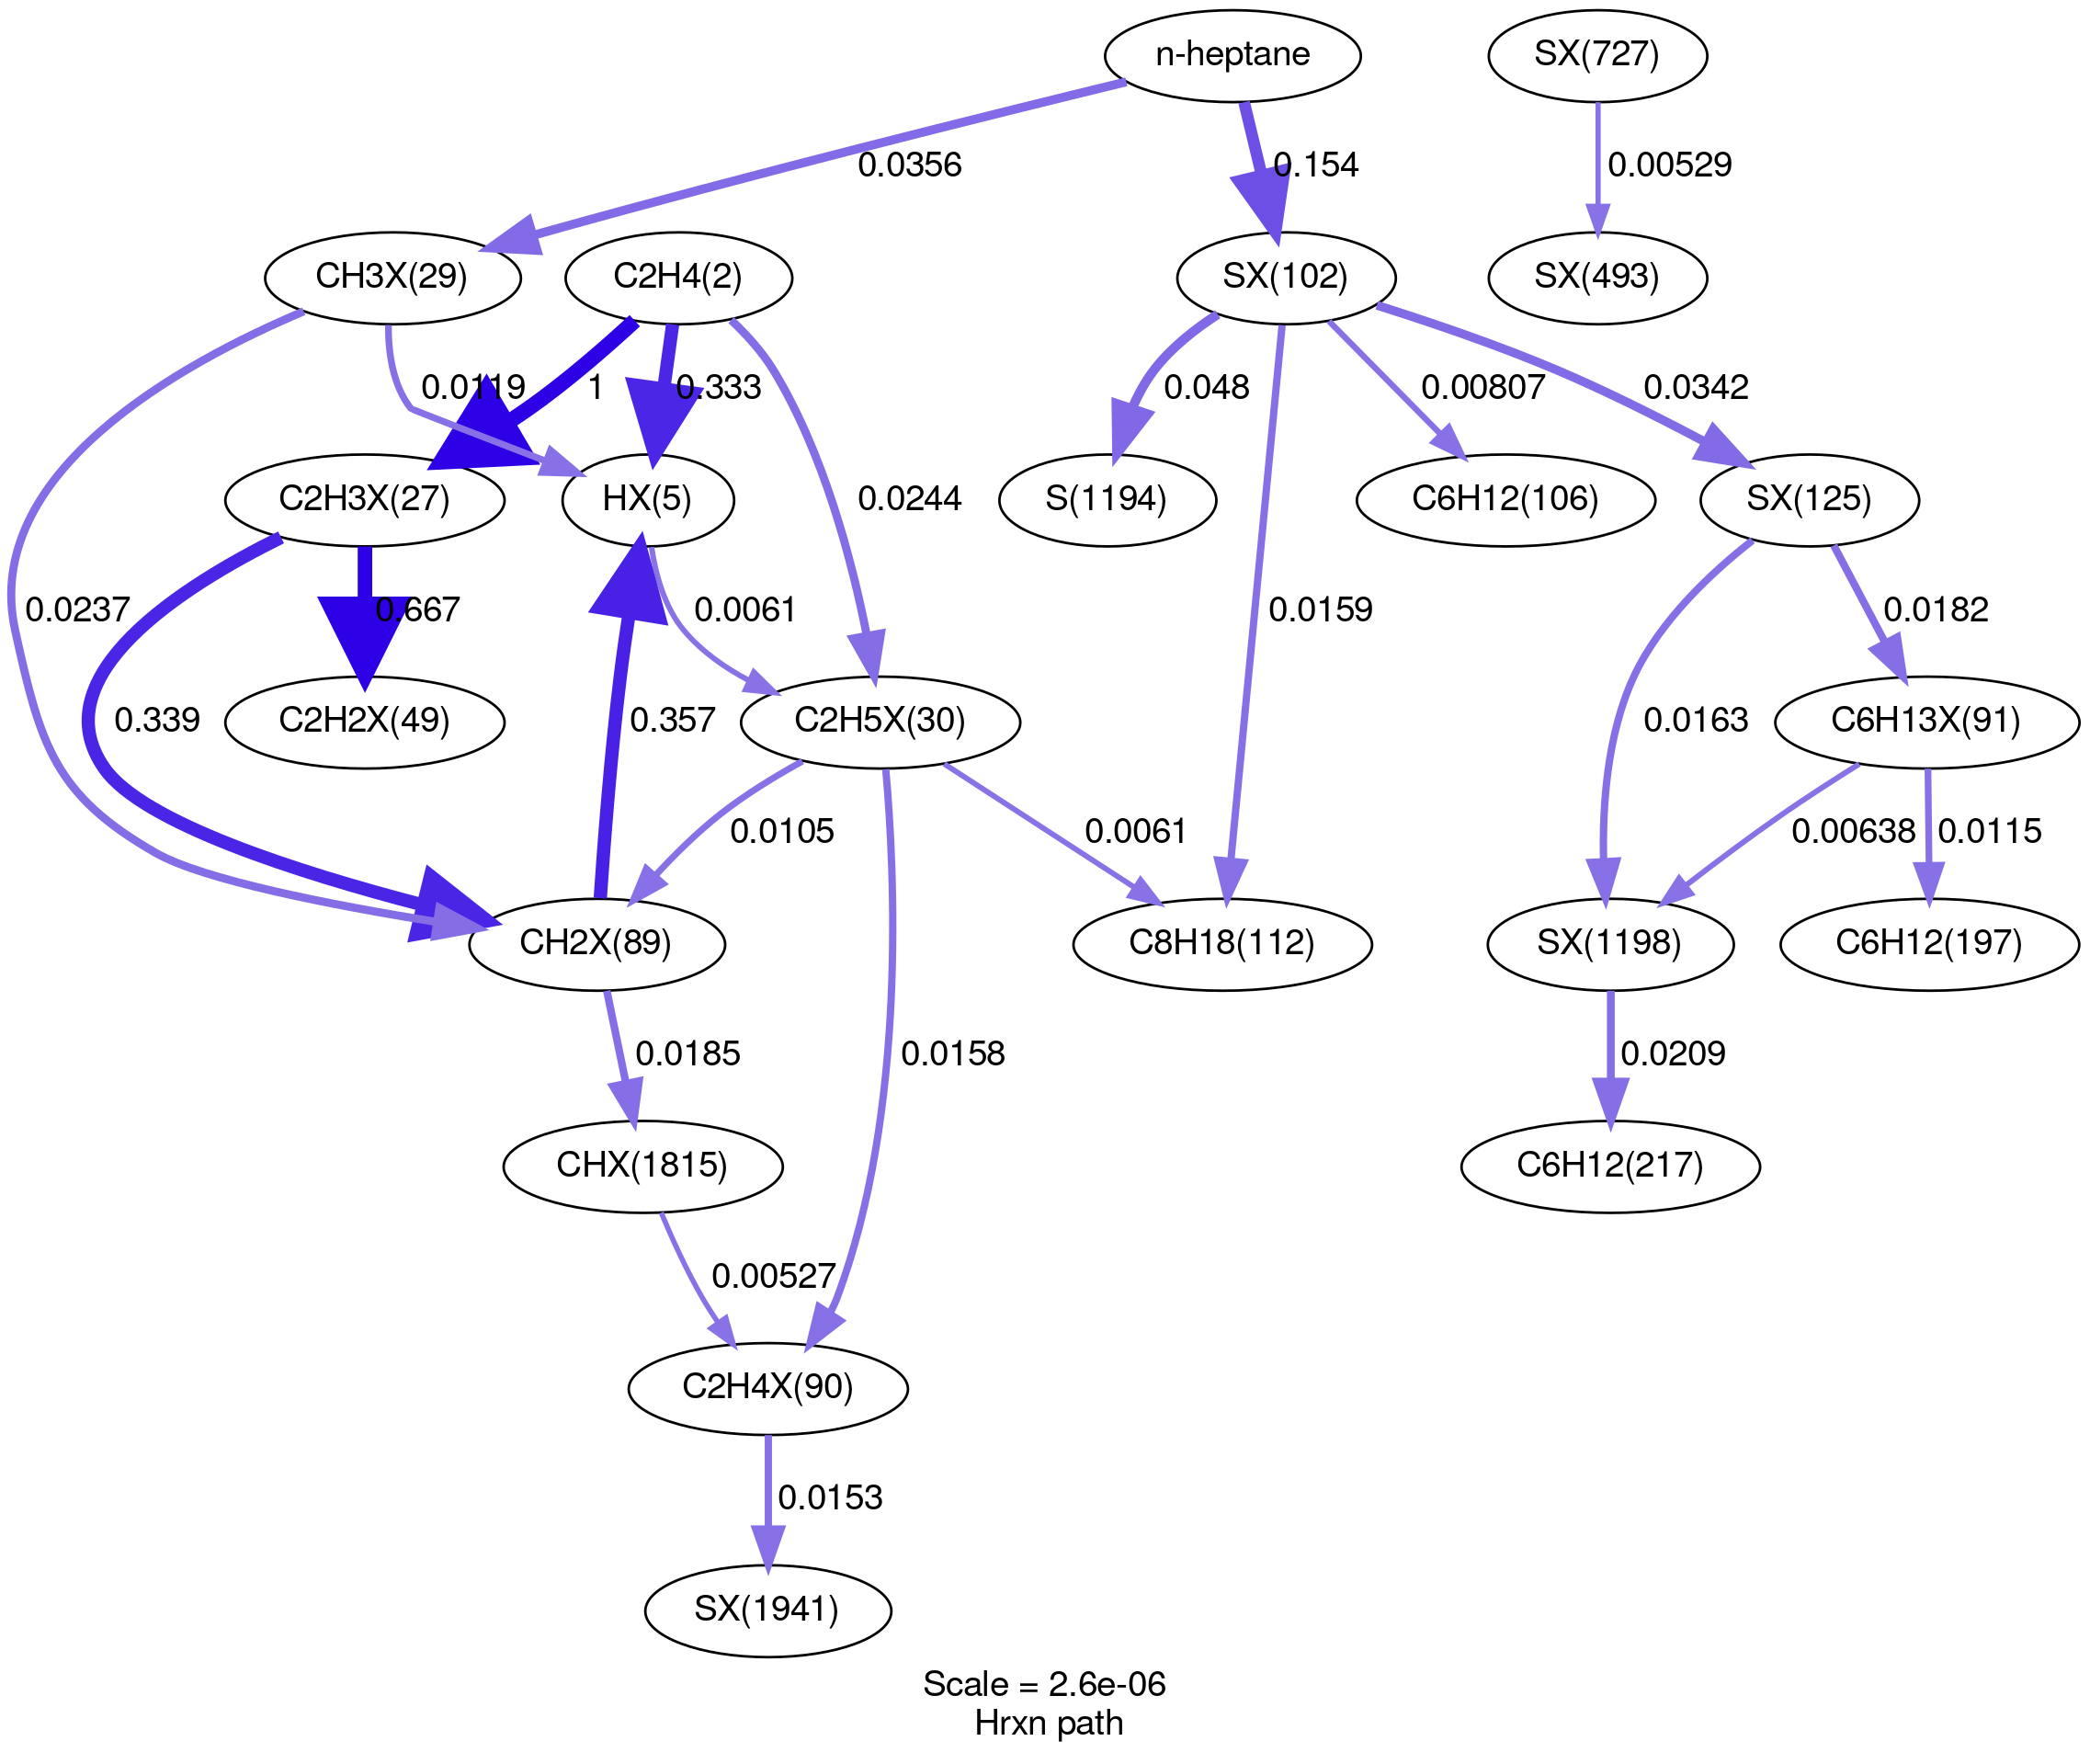 n-heptane
SX(727)
0.0356
0.154
0.00529
CH3X(29)
C2H4(2)
SX(102)
SX(493)
0.0119
1
0.333
0.048
0.00807
0.0342
C2H3X(27)
HX(5)
0.0244
S(1194)
C6H12(106)
SX(125)
0.0237
0.667
0.0061
0.0159
0.0182
0.339
C2H2X(49)
0.357
C2H5X(30)
0.0163
C6H13X(91)
0.0105
0.0061
0.00638
0.0115
CH2X(89)
C8H18(112)
SX(1198)
C6H12(197)
0.0185
0.0158
0.0209
CHX(1815)
C6H12(217)
0.00527
C2H4X(90)
0.0153
SX(1941)
Scale = 2.6e-06
Hrxn path